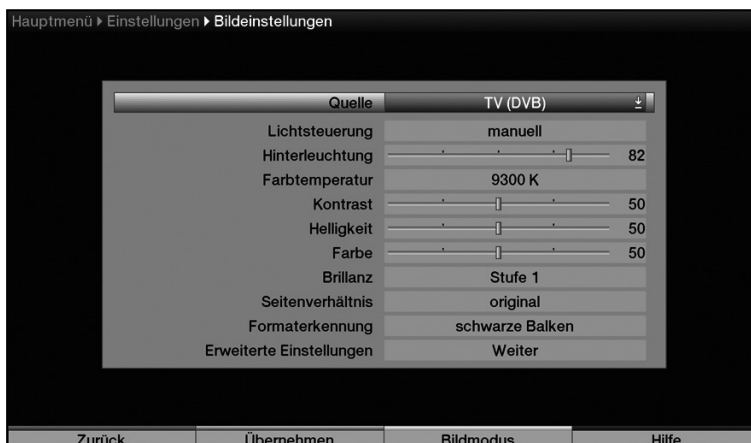 Hauptmenü ▸ Einstellungen ▸ Bildeinstellungen
Quelle TV (DVB)
Lichtsteuerung manuell
Hinterleuchtung 82
Farbtemperatur 9300 K
Kontrast 50
Helligkeit 50
Farbe 50
Brillanz Stufe 1
Seitenverhältnis original
Formaterkennung schwarze Balken
Erweiterte Einstellungen Weiter
Zurück Übernehmen Bildmodus Hilfe